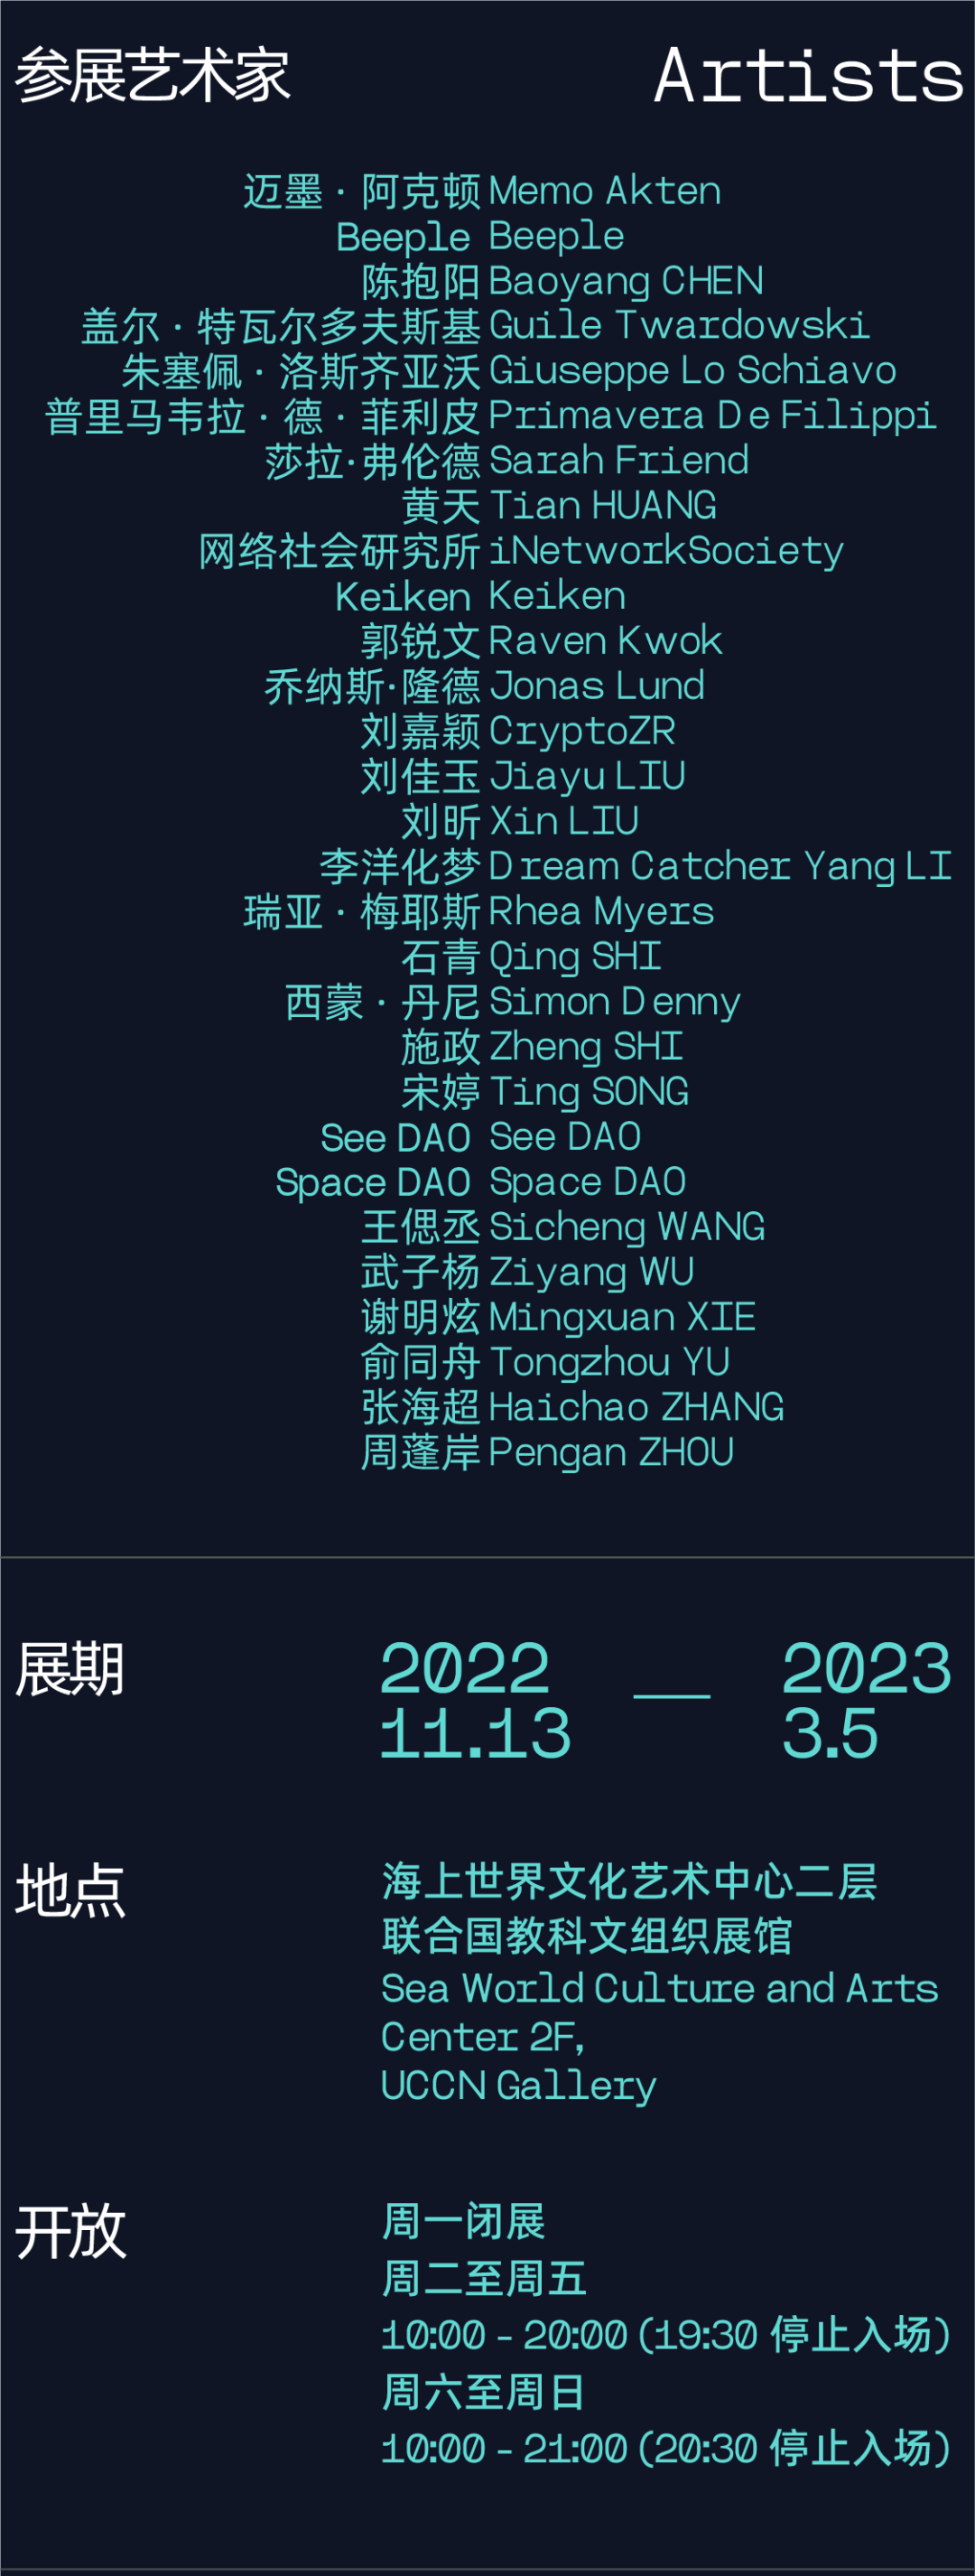 参展艺术家 Artists
迈墨 · 阿克顿 Memo Akten
Beeple Beeple
陈抱阳 Baoyang CHEN
盖尔 · 特瓦尔多夫斯基 Guile Twardowski
朱塞佩 · 洛斯齐亚沃 Giuseppe Lo Schiavo
普里马韦拉 · 德 · 菲利皮 Primavera De Filippi
莎拉·弗伦德 Sarah Friend
黄天 Tian HUANG
网络社会研究所 iNetworkSociety
Keiken Keiken
郭锐文 Raven Kwok
乔纳斯·隆德 Jonas Lund
刘嘉颖 CryptoZR
刘佳玉 Jiayu LIU
刘昕 Xin LIU
李洋化梦 Dream Catcher Yang LI
瑞亚 · 梅耶斯 Rhea Myers
石青 Qing SHI
西蒙 · 丹尼 Simon Denny
施政 Zheng SHI
宋婷 Ting SONG
See DAO See DAO
Space DAO Space DAO
王偲丞 Sicheng WANG
武子杨 Ziyang WU
谢明炫 Mingxuan XIE
俞同舟 Tongzhou YU
张海超 Haichao ZHANG
周蓬岸 Pengan ZHOU
展期 2022 — 2023
11.13 3.5
地点 海上世界文化艺术中心二层
联合国教科文组织展馆
Sea World Culture and Arts
Center 2F,
UCCN Gallery
开放 周一闭展
周二至周五
10:00 - 20:00 (19:30 停止入场)
周六至周日
10:00 - 21:00 (20:30 停止入场)